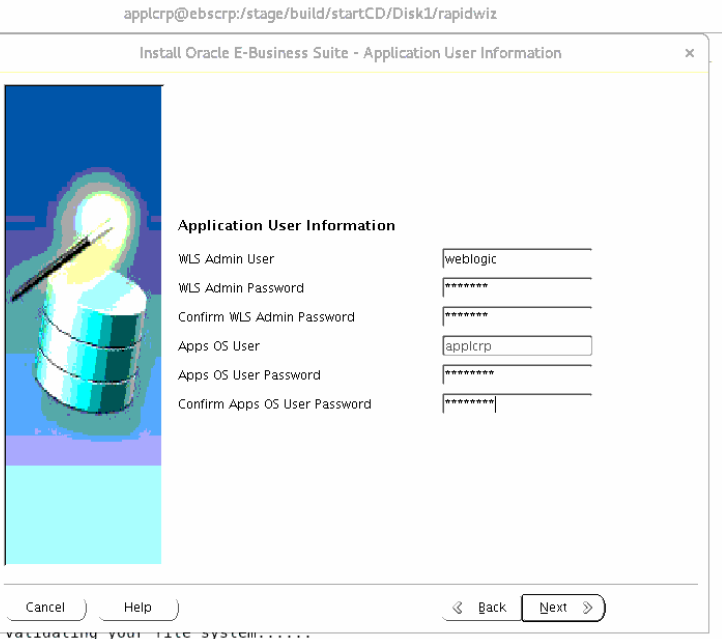 applcrp@ebscrp:/stage/build/startCD/Disk1/rapidwiz
Install Oracle E-Business Suite - Application User Information ×
Application User Information
WLS Admin User weblogic
WLS Admin Password *******
Confirm WLS Admin Password *******
Apps OS User applcrp
Apps OS User Password ********
Confirm Apps OS User Password ********
Cancel Help Back Next
validating your file system......